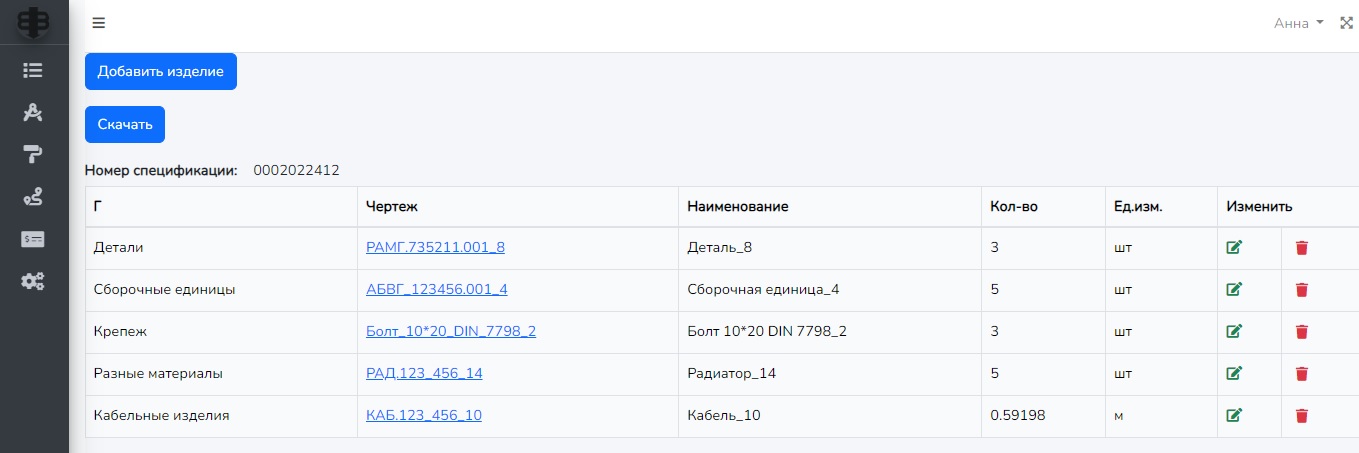 Анна
Добавить изделие
Скачать
Номер спецификации: 0002022412
Г Чертеж Наименование Кол-во Ед.изм. Изменить
Детали РАМГ.735211.001_8 Деталь_8 3 шт
Сборочные единицы АБВГ_123456.001_4 Сборочная единица_4 5 шт
Крепеж Болт_10*20_DIN_7798_2 Болт 10*20 DIN 7798_2 3 шт
Разные материалы РАД.123_456_14 Радиатор_14 5 шт
Кабельные изделия КАБ.123_456_10 Кабель_10 0.59198 м